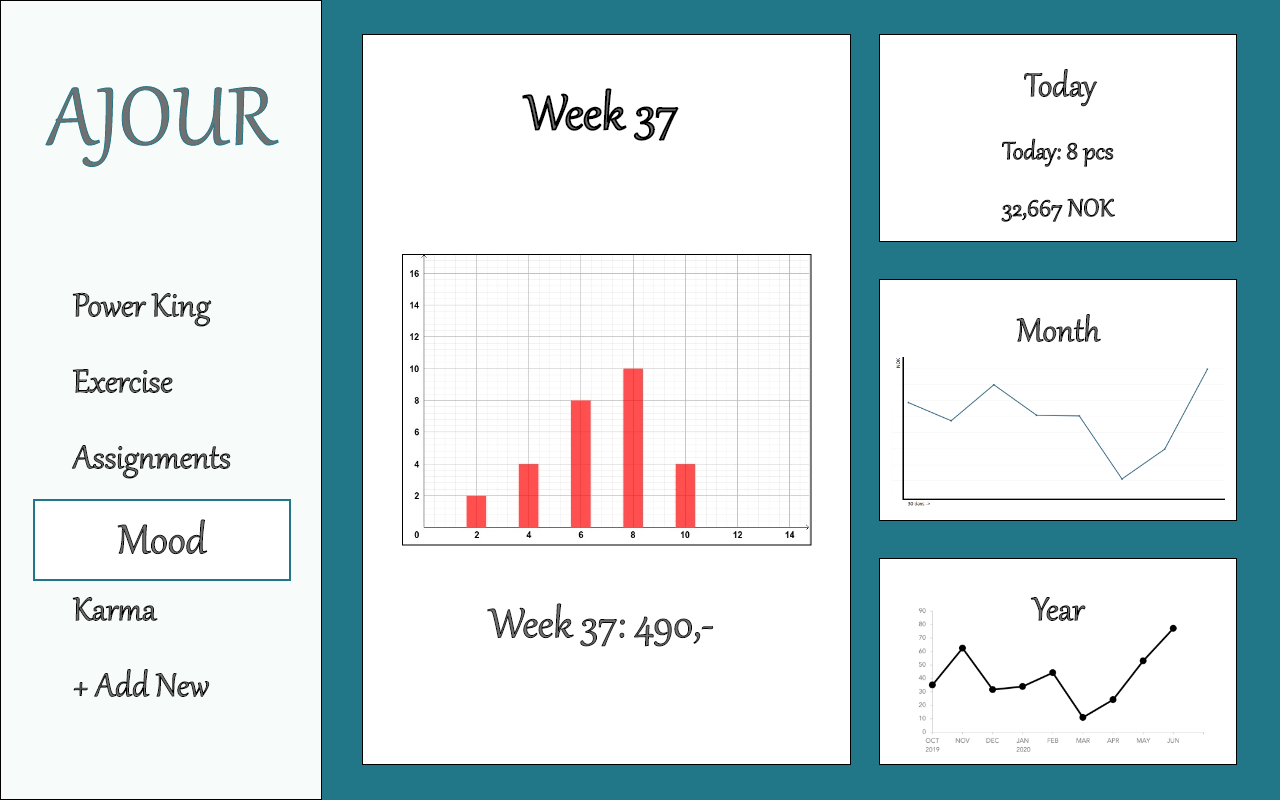 AJOUR
Power King
Exercise
Assignments
Mood
Karma
+ Add New
Week 37
16
14
12
10
8
6
4
2
0 2 4 6 8 10 12 14
Week 37: 490,-
Today
Today: 8 pcs
32,667 NOK
Month
NOK
Year
90
80
70
60
50
40
30
20
10
0
OCT NOV DEC JAN FEB MAR APR MAY JUN
2019 2020